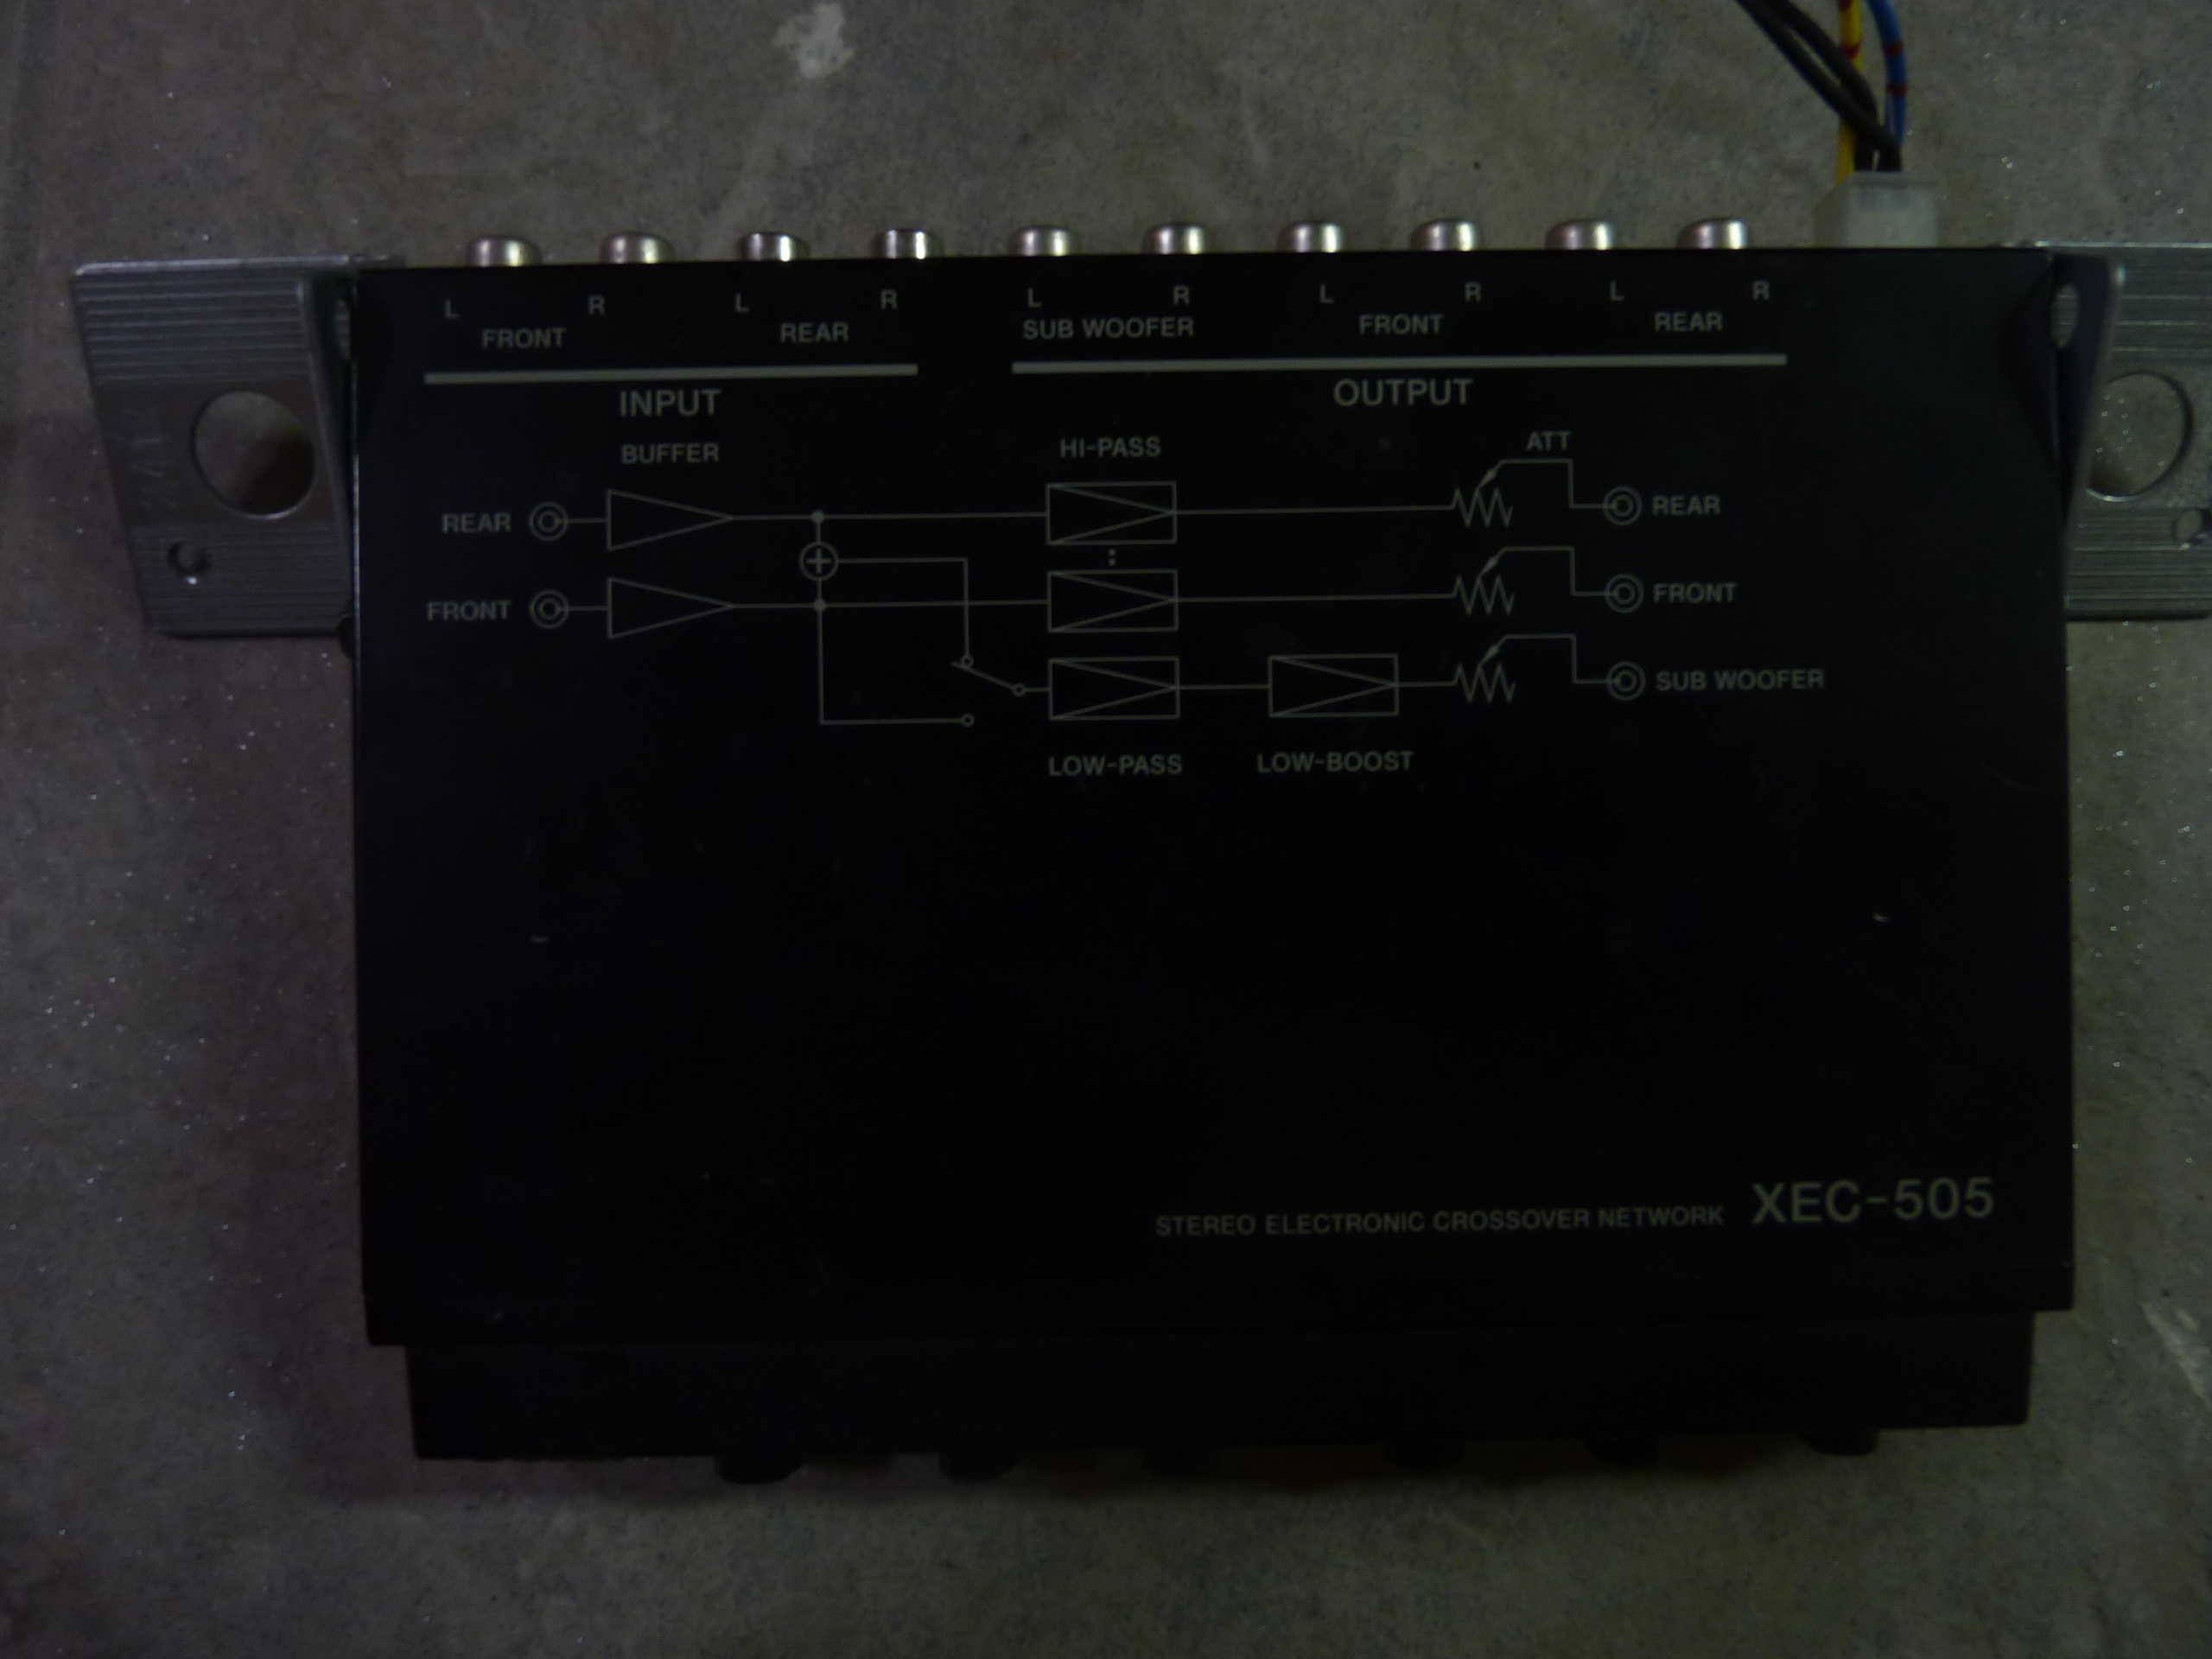 L R L R L R L R L R
FRONT REAR SUB WOOFER FRONT REAR
INPUT OUTPUT
BUFFER HI-PASS ATT
REAR REAR
FRONT FRONT
SUB WOOFER
LOW-PASS LOW-BOOST
STEREO ELECTRONIC CROSSOVER NETWORK XEC-505